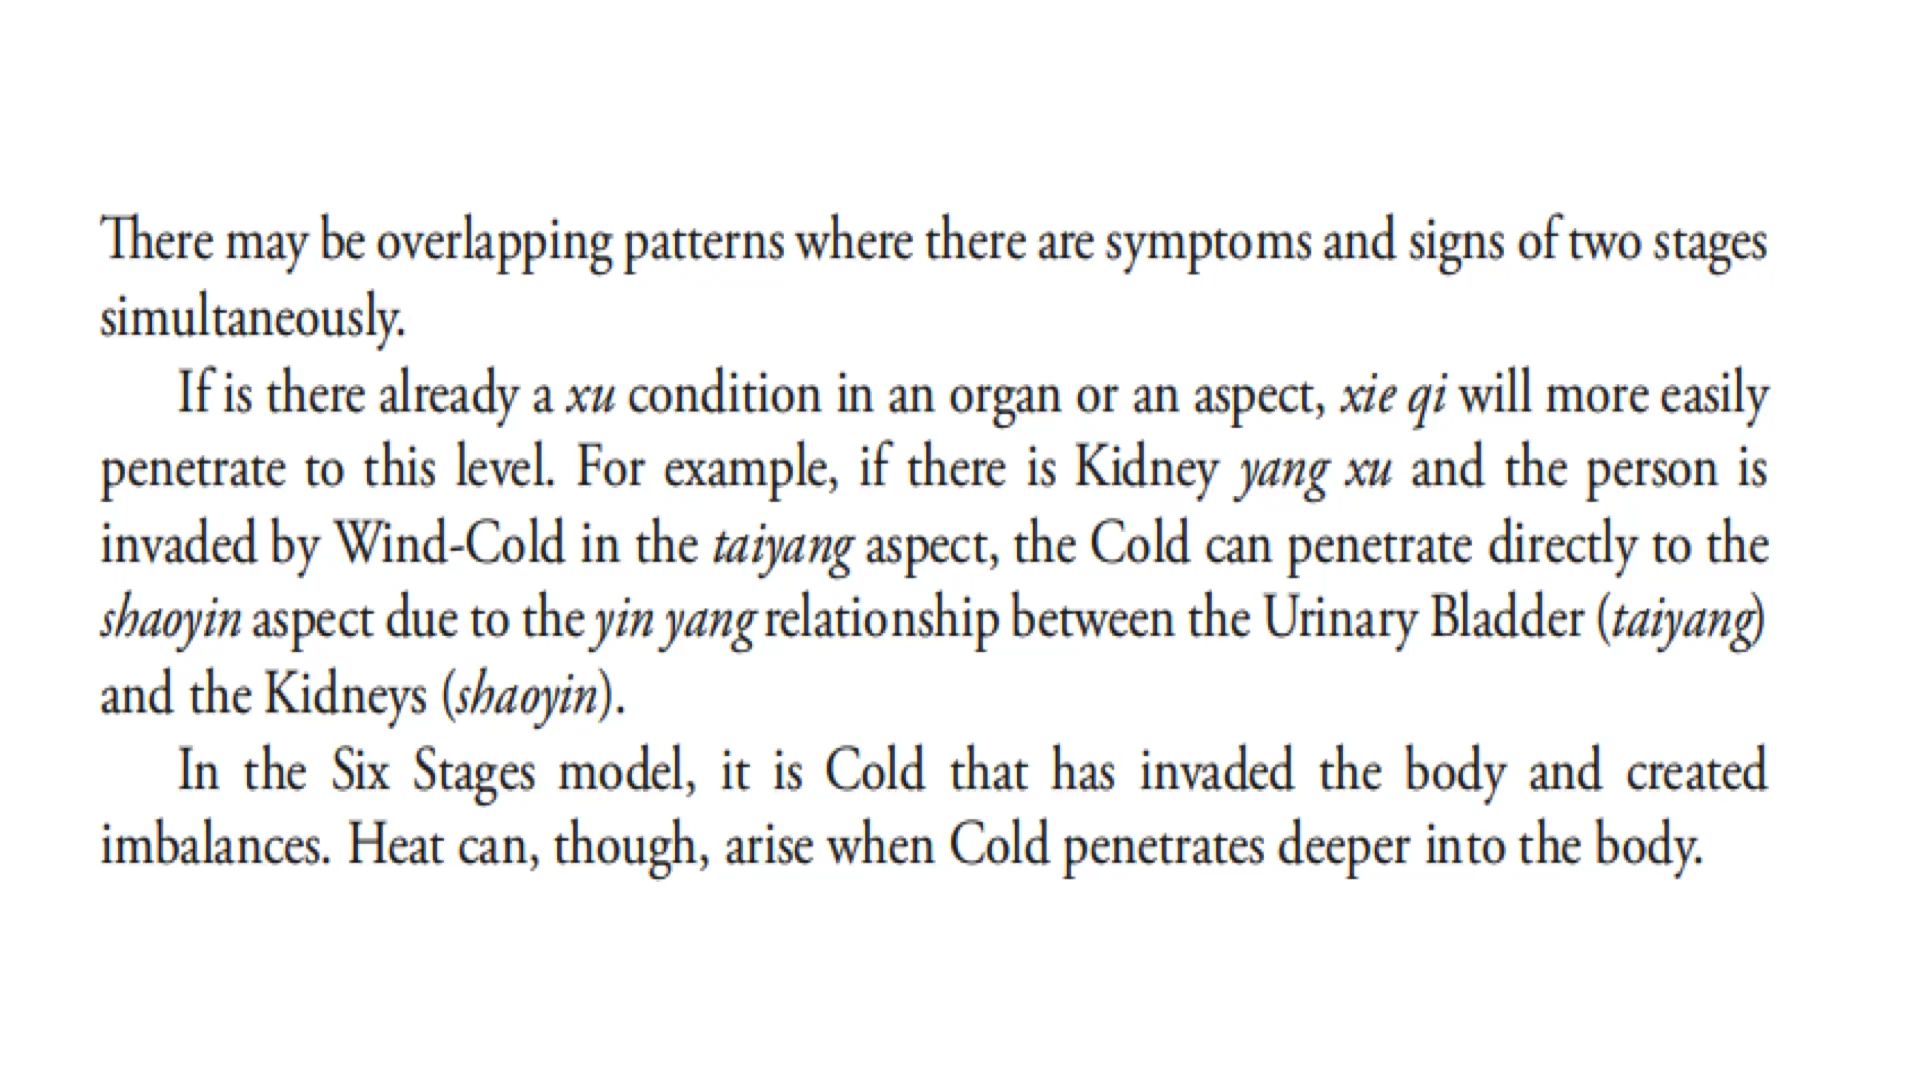 There may be overlapping patterns where there are symptoms and signs of two stages
simultaneously.
If is there already a xu condition in an organ or an aspect, xie qi will more easily
penetrate to this level. For example, if there is Kidney yang xu and the person is
invaded by Wind-Cold in the taiyang aspect, the Cold can penetrate directly to the
shaoyin aspect due to the yin yang relationship between the Urinary Bladder (taiyang)
and the Kidneys (shaoyin).
In the Six Stages model, it is Cold that has invaded the body and created
imbalances. Heat can, though, arise when Cold penetrates deeper into the body.